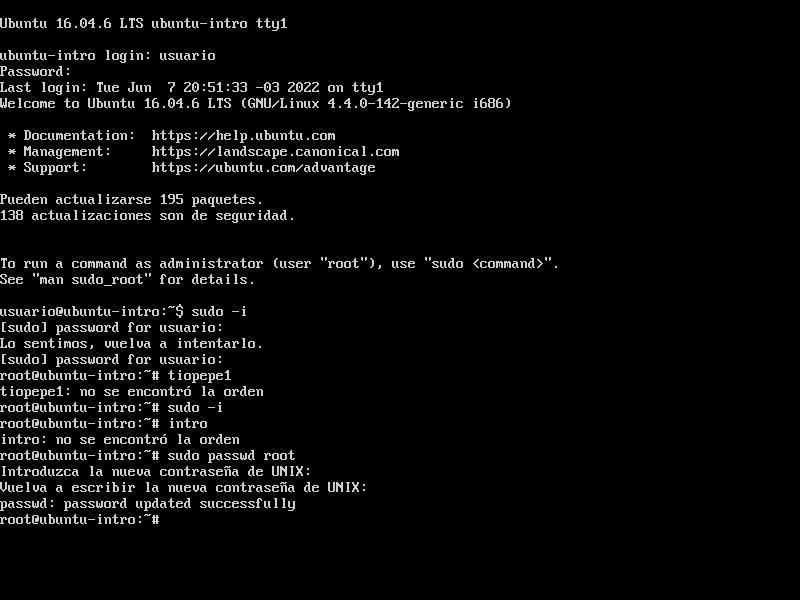 Ubuntu 16.04.6 LTS ubuntu-intro tty1
ubuntu-intro login: usuario
Password:
Last login: Tue Jun  7 20:51:33 -03 2022 on tty1
Welcome to Ubuntu 16.04.6 LTS (GNU/Linux 4.4.0-142-generic i686)
 * Documentation:  https://help.ubuntu.com
 * Management:     https://landscape.canonical.com
 * Support:        https://ubuntu.com/advantage
Pueden actualizarse 195 paquetes.
138 actualizaciones son de seguridad.
To run a command as administrator (user "root"), use "sudo <command>".
See "man sudo_root" for details.
usuario@ubuntu-intro:~$ sudo -i
[sudo] password for usuario:
Lo sentimos, vuelva a intentarlo.
[sudo] password for usuario:
root@ubuntu-intro:~# tiopepe1
tiopepe1: no se encontró la orden
root@ubuntu-intro:~# sudo -i
root@ubuntu-intro:~# intro
intro: no se encontró la orden
root@ubuntu-intro:~# sudo passwd root
Introduzca la nueva contraseña de UNIX:
Vuelva a escribir la nueva contraseña de UNIX:
passwd: password updated successfully
root@ubuntu-intro:~#